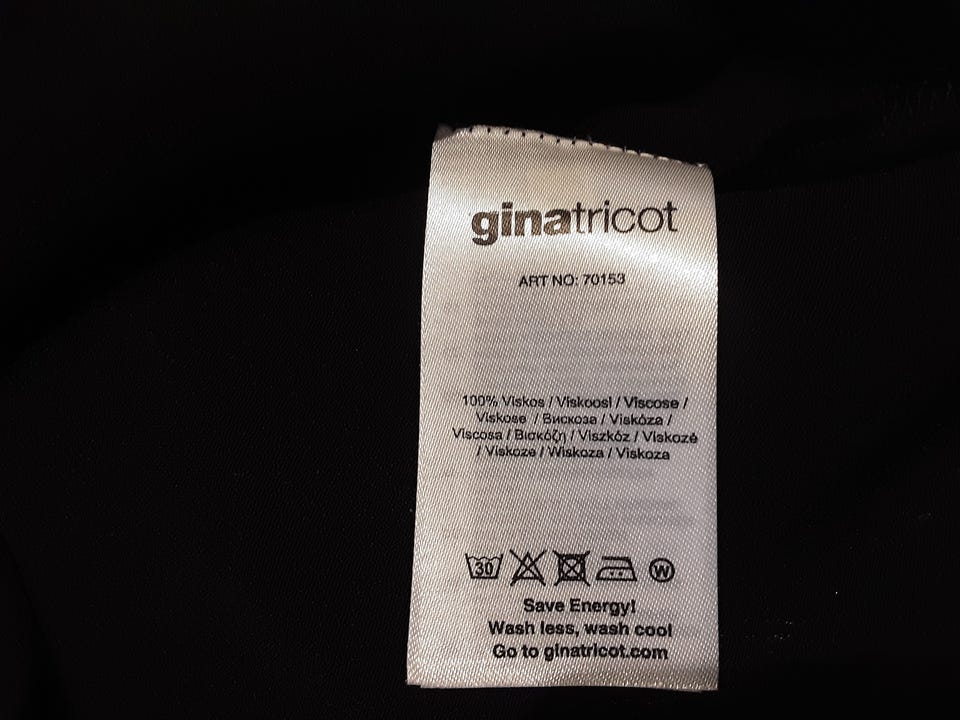 ginatricot
ART NO: 70153
100% Viskos / Viskoosi / Viscose /
Viskose / Вискоза / Viskóza /
Viscosa / Βισκόζη / Viszkóz / Viskozė
/ Viskoze / Wiskoza / Viskoza
30 W
Save Energy!
Wash less, wash cool
Go to ginatricot.com